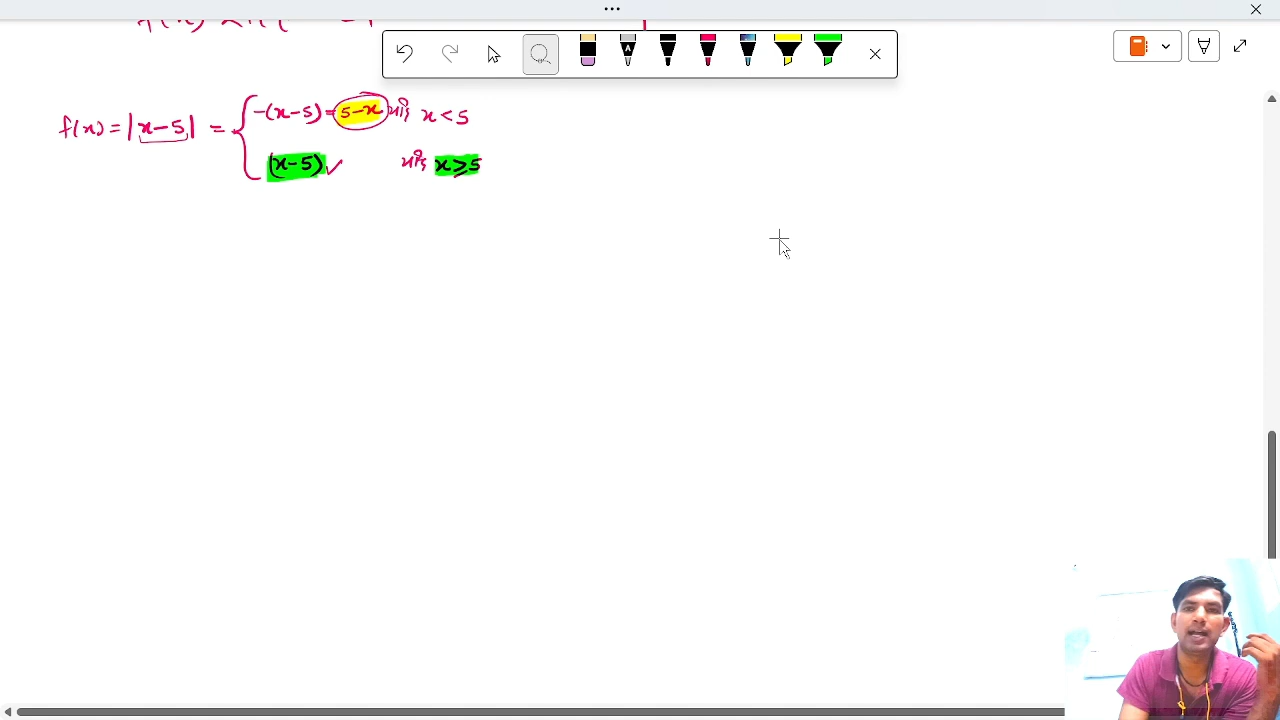 f(x) = |x-5| = { -(x-5) = 5-x यदि x < 5
(x-5) ✓ यदि x ≥ 5